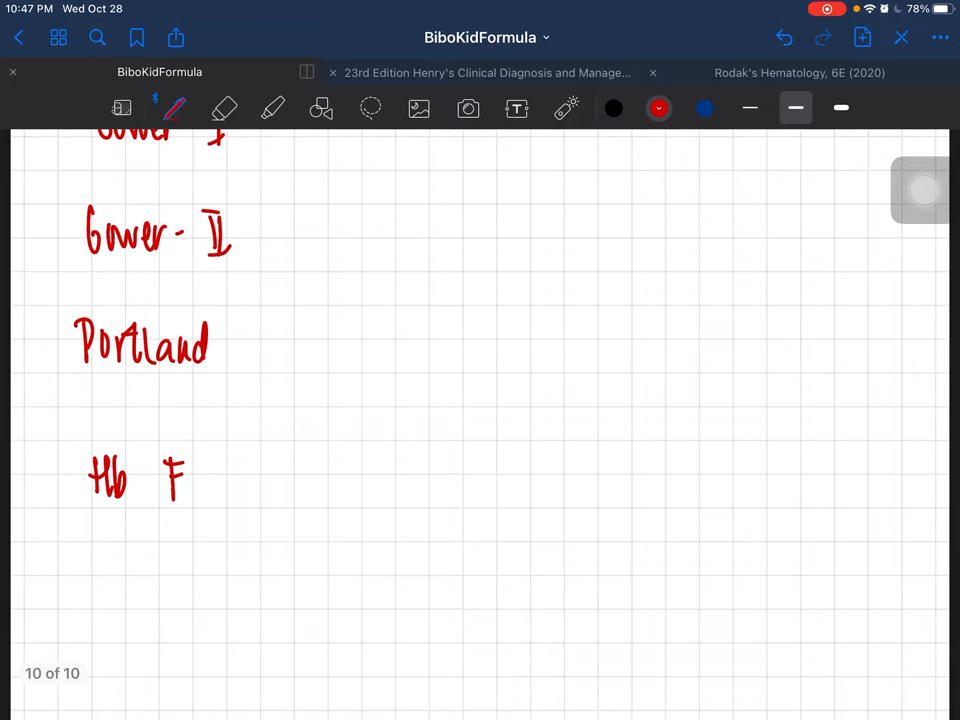 10:47 PM Wed Oct 28
78%
BiboKidFormula
BiboKidFormula
23rd Edition Henry's Clinical Diagnosis and Manage...
Rodak's Hematology, 6E (2020)
Gower I
Gower - II
Portland
Hb F
10 of 10